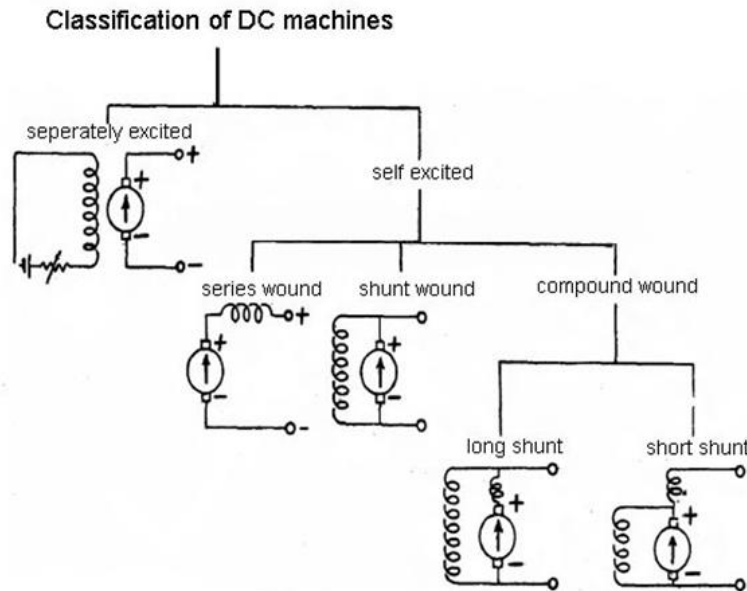 Classification of DC machines
seperately excited
self excited
+
+
-
-
series wound
shunt wound
compound wound
+
+
-
-
+
-
long shunt
short shunt
+
-
+
-